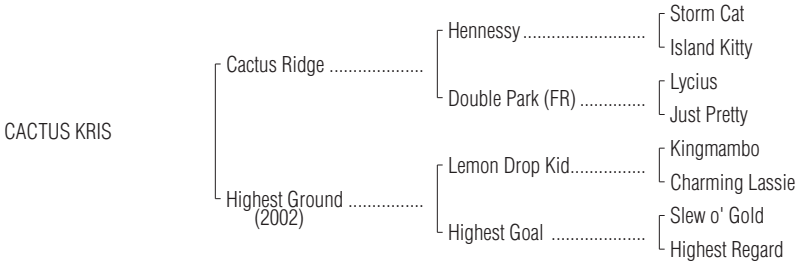 Storm Cat
Hennessy ..........................
Island Kitty
Cactus Ridge ....................
Lycius
Double Park (FR) ..............
Just Pretty
CACTUS KRIS
Kingmambo
Lemon Drop Kid................
Charming Lassie
Highest Ground ................
(2002)
Slew o' Gold
Highest Goal ....................
Highest Regard